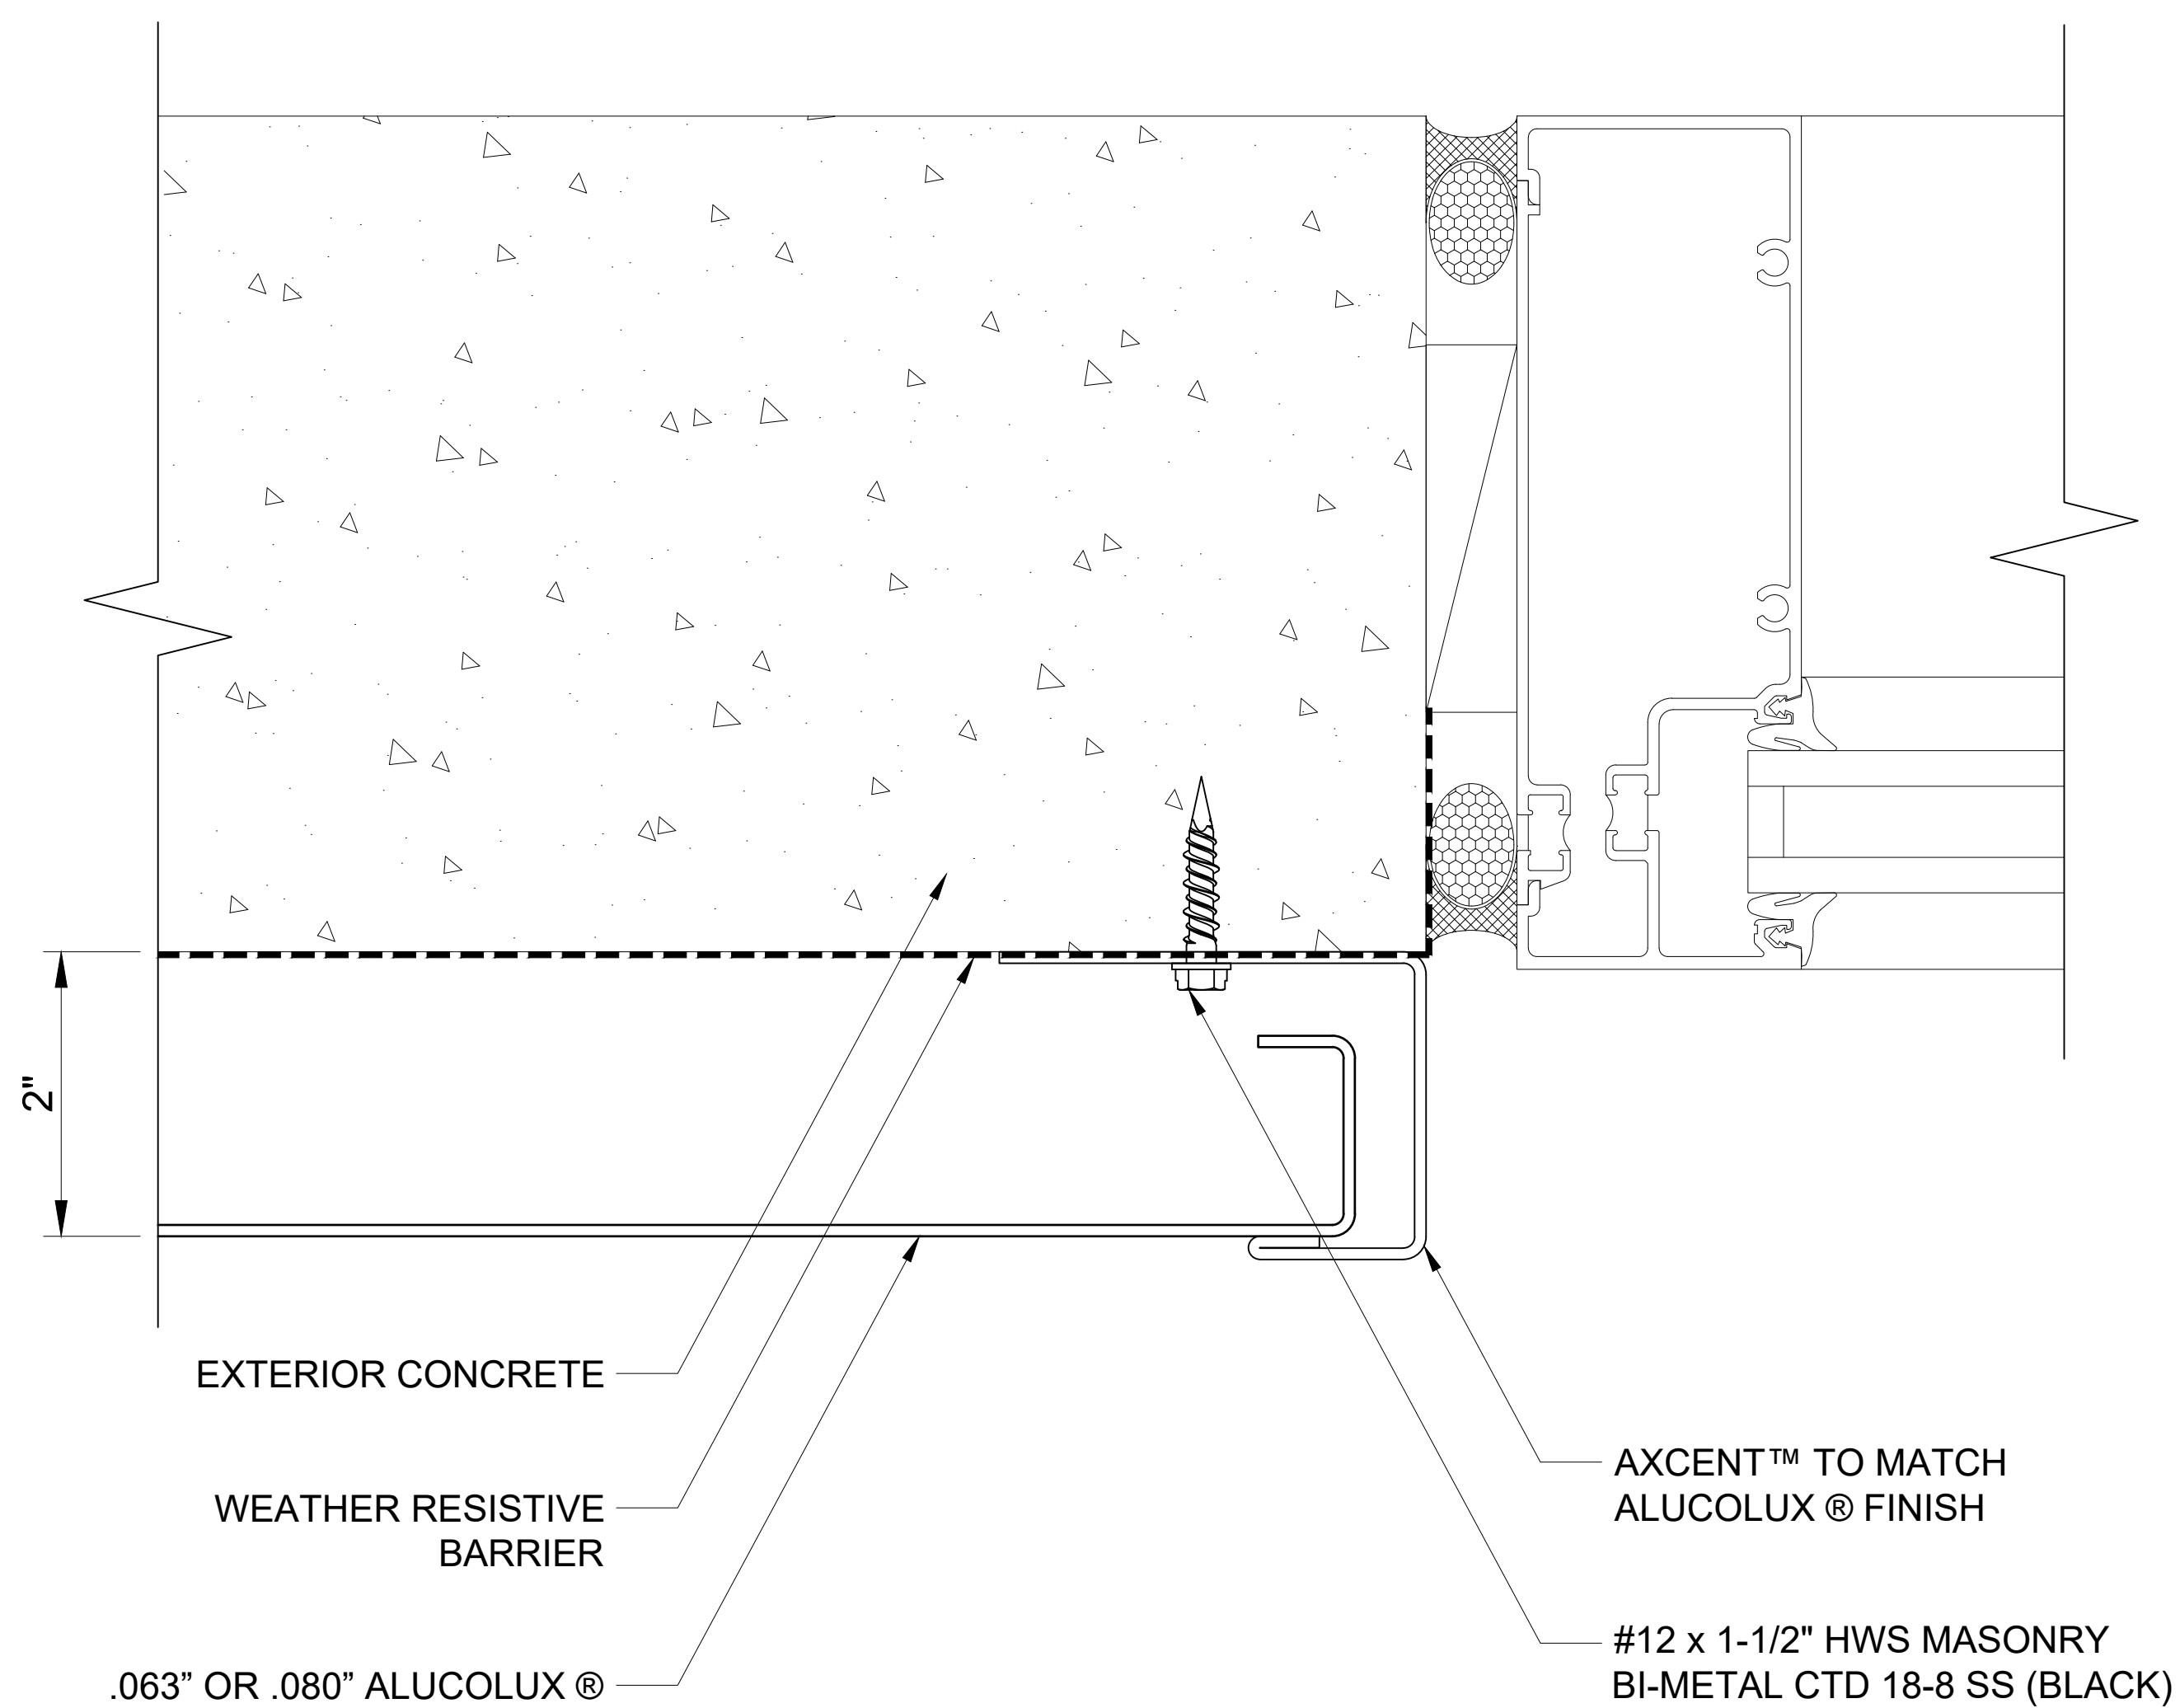 2"
EXTERIOR CONCRETE
WEATHER RESISTIVE
BARRIER
.063” OR .080” ALUCOLUX ®
AXCENT™ TO MATCH
ALUCOLUX ® FINISH
#12 x 1-1/2" HWS MASONRY
BI-METAL CTD 18-8 SS (BLACK)